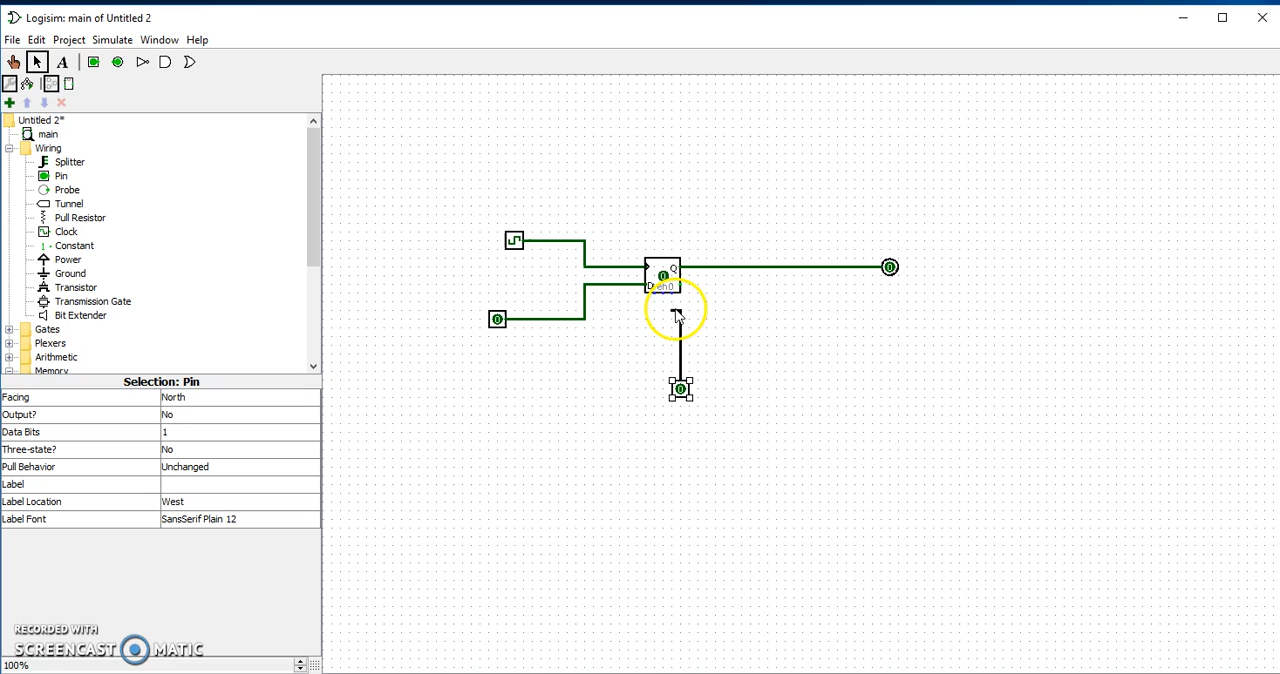 Logisim: main of Untitled 2
File Edit Project Simulate Window Help
A
Untitled 2*
main
Wiring
Splitter
Pin
Probe
Tunnel
Pull Resistor
Clock
1 Constant
Power
Ground
Transistor
Transmission Gate
Bit Extender
Gates
Plexers
Arithmetic
Memory
Selection: Pin
Facing North
Output? No
Data Bits 1
Three-state? No
Pull Behavior Unchanged
Label
Label Location West
Label Font SansSerif Plain 12
Q
0
0
D en 0
0
0
RECORDED WITH
SCREENCAST MATIC
100%